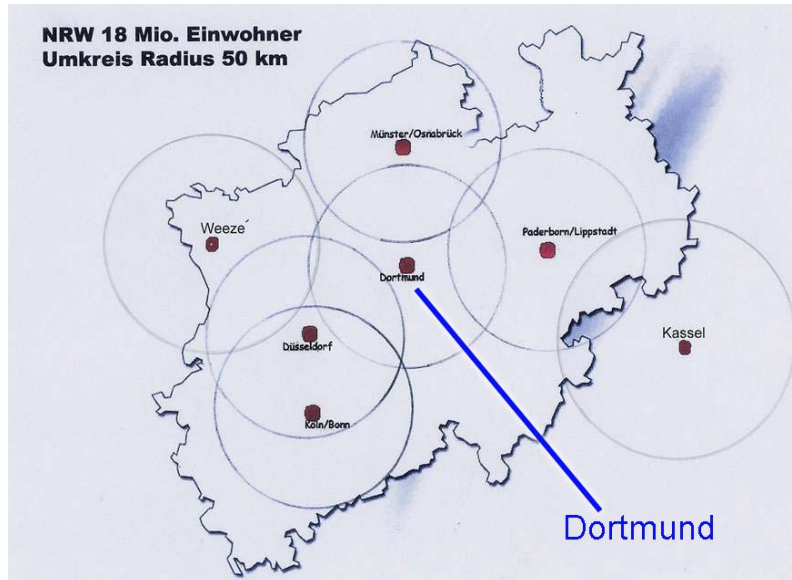 NRW 18 Mio. Einwohner
Umkreis Radius 50 km
Münster/Osnabrück
Weeze´
Paderborn/Lippstadt
Dortmund
Düsseldorf
Kassel
Köln/Bonn
Dortmund